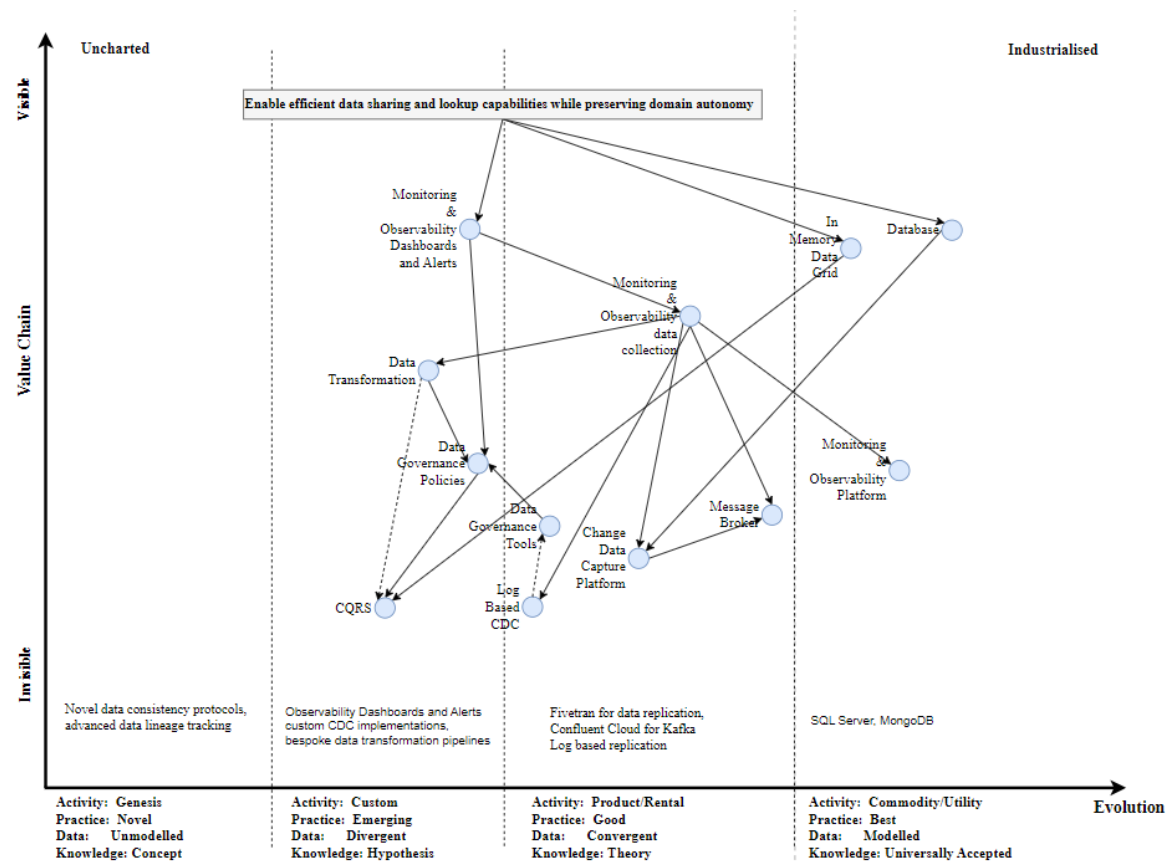 Uncharted
Industrialised
Visible
Enable efficient data sharing and lookup capabilities while preserving domain autonomy
Monitoring
&
Observability
Dashboards
and Alerts
In
Memory
Data
Grid
Database
Value Chain
Monitoring
&
Observability
data
collection
Data
Transformation
Data
Governance
Policies
Monitoring
&
Observability
Platform
Data
Governance
Tools
Message
Broker
Change
Data
Capture
Platform
CQRS
Log
Based
CDC
Invisible
Novel data consistency protocols,
advanced data lineage tracking
Observability Dashboards and Alerts
custom CDC implementations,
bespoke data transformation pipelines
Fivetran for data replication,
Confluent Cloud for Kafka
Log based replication
SQL Server, MongoDB
Evolution
Activity: Genesis
Practice: Novel
Data: Unmodelled
Knowledge: Concept
Activity: Custom
Practice: Emerging
Data: Divergent
Knowledge: Hypothesis
Activity: Product/Rental
Practice: Good
Data: Convergent
Knowledge: Theory
Activity: Commodity/Utility
Practice: Best
Data: Modelled
Knowledge: Universally Accepted